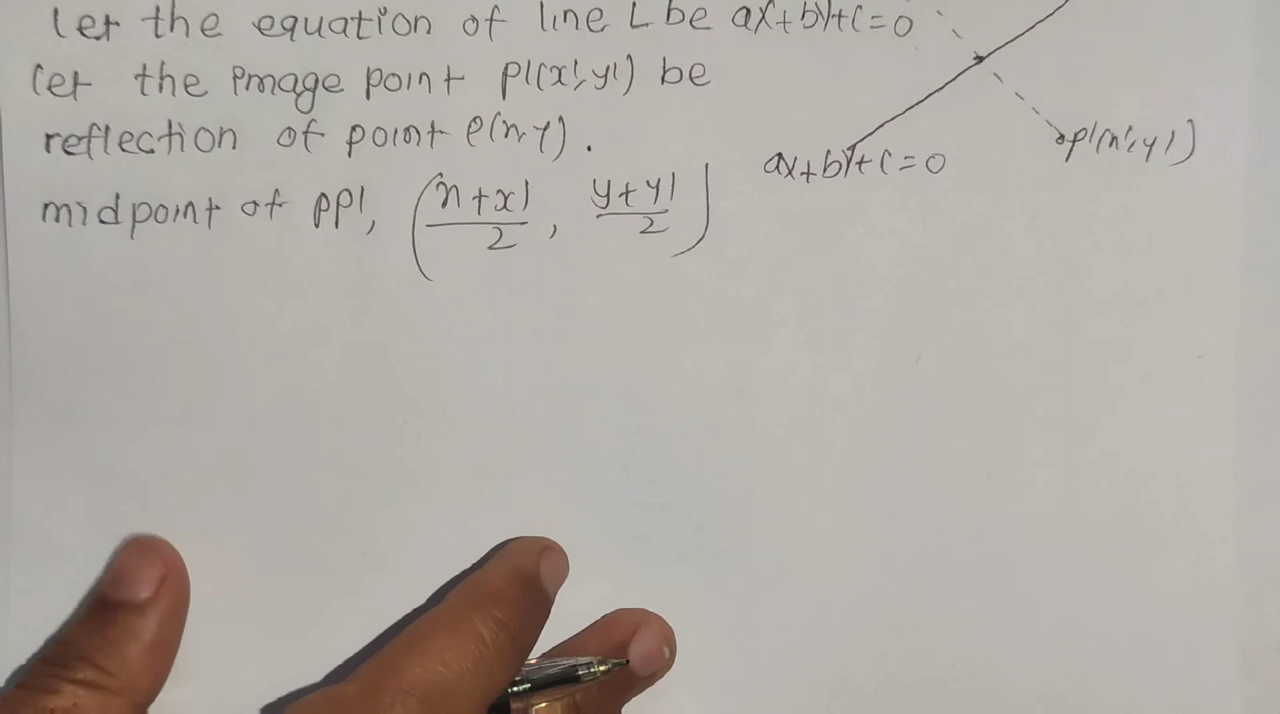 let the equation of line L be ax+by+c=0
let the image point p'(x',y') be
reflection of point P(x,y).
midpoint of pp', (x+x'/2, y+y'/2)
ax+by+c=0
p'(x',y')